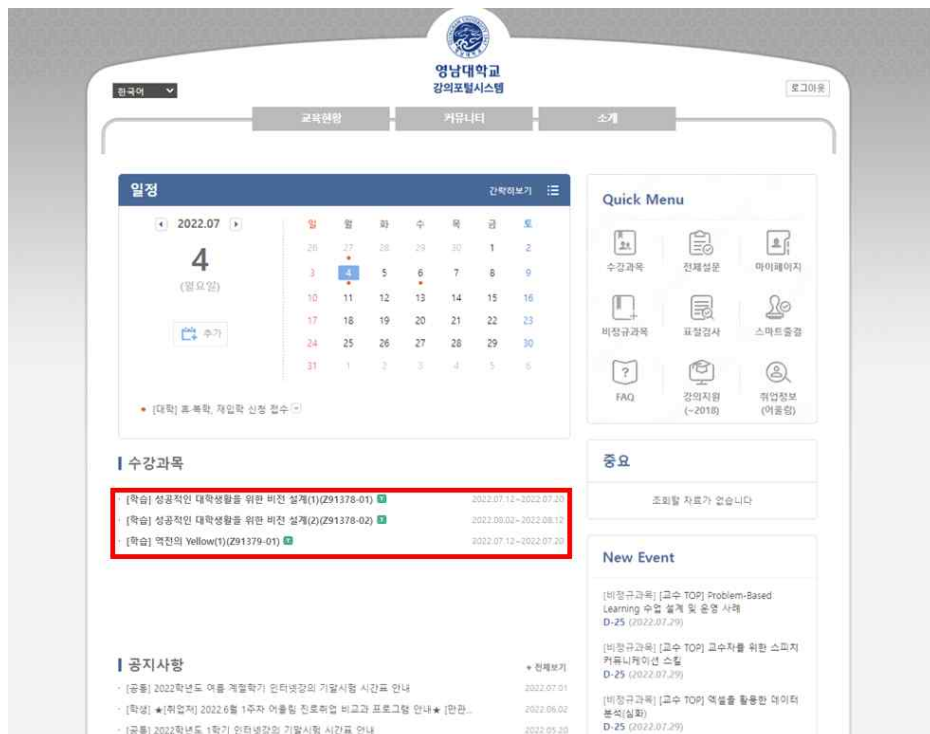 영남대학교
강의포털시스템
한국어
로그아웃
교육현황 커뮤니티 소개
일정 간략히보기
2022.07
4
(월요일)
추가
일 월 화 수 목 금 토
26 27 28 29 30 1 2
3 4 5 6 7 8 9
10 11 12 13 14 15 16
17 18 19 20 21 22 23
24 25 26 27 28 29 30
31 1 2 3 4 5 6
[대학] 휴·복학, 재입학 신청 접수
Quick Menu
수강과목 전체설문 마이페이지
비정규과목 표절검사 스마트출결
FAQ 강의지원 취업정보
(~2018) (어울림)
수강과목
[학습] 성공적인 대학생활을 위한 비전 설계(1)(Z91378-01) 2022.07.12~2022.07.20
[학습] 성공적인 대학생활을 위한 비전 설계(2)(Z91378-02) 2022.08.02~2022.08.12
[학습] 역전의 Yellow(1)(Z91379-01) 2022.07.12~2022.07.20
중요
조회할 자료가 없습니다
New Event
[비정규과목] [교수 TOP] Problem-Based
Learning 수업 설계 및 운영 사례
D-25 (2022.07.29)
[비정규과목] [교수 TOP] 교수자를 위한 스피치
커뮤니케이션 스킬
D-25 (2022.07.29)
[비정규과목] [교수 TOP] 엑셀을 활용한 데이터
분석(심화)
D-25 (2022.07.29)
공지사항 + 전체보기
[공통] 2022학년도 여름 계절학기 인터넷강의 기말시험 시간표 안내 2022.07.01
[학생] ★[취업처] 2022.6월 1주차 어울림 진로취업 비교과 프로그램 안내★ [만관... 2022.06.02
[공통] 2022학년도 1학기 인터넷강의 기말시험 시간표 안내 2022.05.20